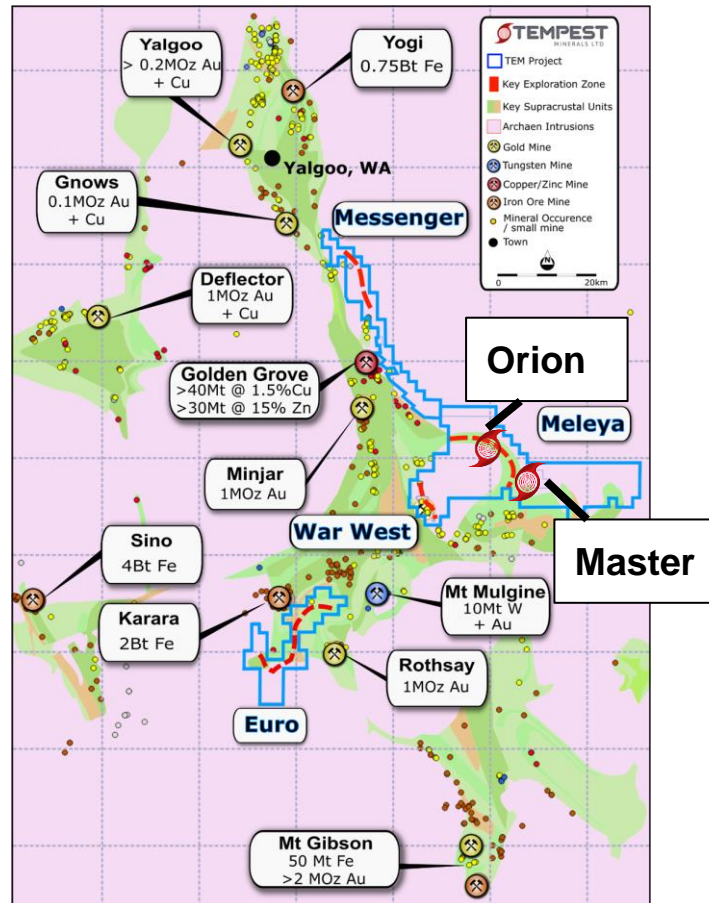 TEMPEST
MINERALS LTD
TEM Project
Key Exploration Zone
Key Supracrustal Units
Archaen Intrusions
Gold Mine
Tungsten Mine
Copper/Zinc Mine
Iron Ore Mine
Mineral Occurence
/ small mine
Town
N
0
20km
Yalgoo
> 0.2MOz Au
+ Cu
Yogi
0.75Bt Fe
Yalgoo, WA
Gnows
0.1MOz Au
+ Cu
Messenger
Deflector
1MOz Au
+ Cu
Golden Grove
>40Mt @ 1.5%Cu
>30Mt @ 15% Zn
Orion
Meleya
Minjar
1MOz Au
War West
Master
Sino
4Bt Fe
Karara
2Bt Fe
Mt Mulgine
10Mt W
+ Au
Rothsay
1MOz Au
Euro
Mt Gibson
50 Mt Fe
>2 MOz Au